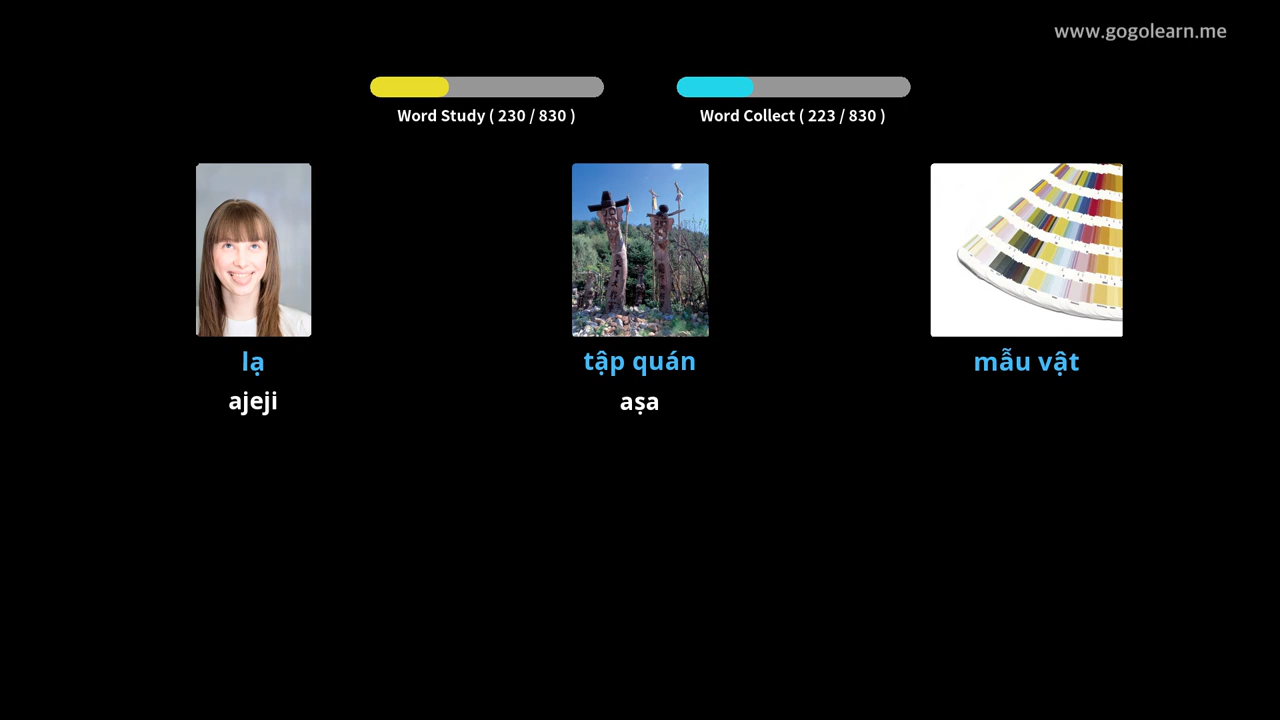 www.gogolearn.me
Word Study ( 230 / 830 )
Word Collect ( 223 / 830 )
lạ
tập quán
mẫu vật
ajeji
aṣa